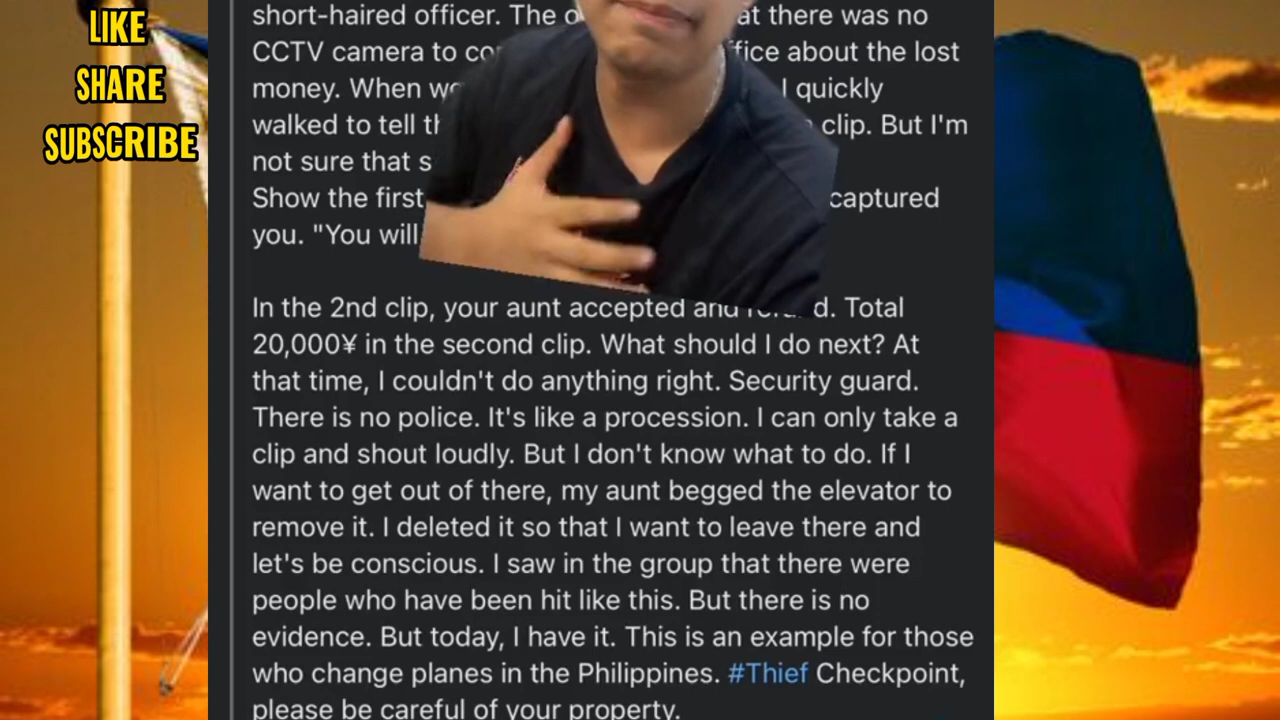 LIKE
SHARE
SUBSCRIBE
short-haired officer. The at there was no
CCTV camera to about the lost
money. When I quickly
walked to tell clip. But I'm
not sure that
Show the first captured
you. "You will
In the 2nd clip, your aunt accepted and d. Total
20,000¥ in the second clip. What should I do next? At
that time, I couldn't do anything right. Security guard.
There is no police. It's like a procession. I can only take a
clip and shout loudly. But I don't know what to do. If I
want to get out of there, my aunt begged the elevator to
remove it. I deleted it so that I want to leave there and
let's be conscious. I saw in the group that there were
people who have been hit like this. But there is no
evidence. But today, I have it. This is an example for those
who change planes in the Philippines. #Thief Checkpoint,
please be careful of your property.